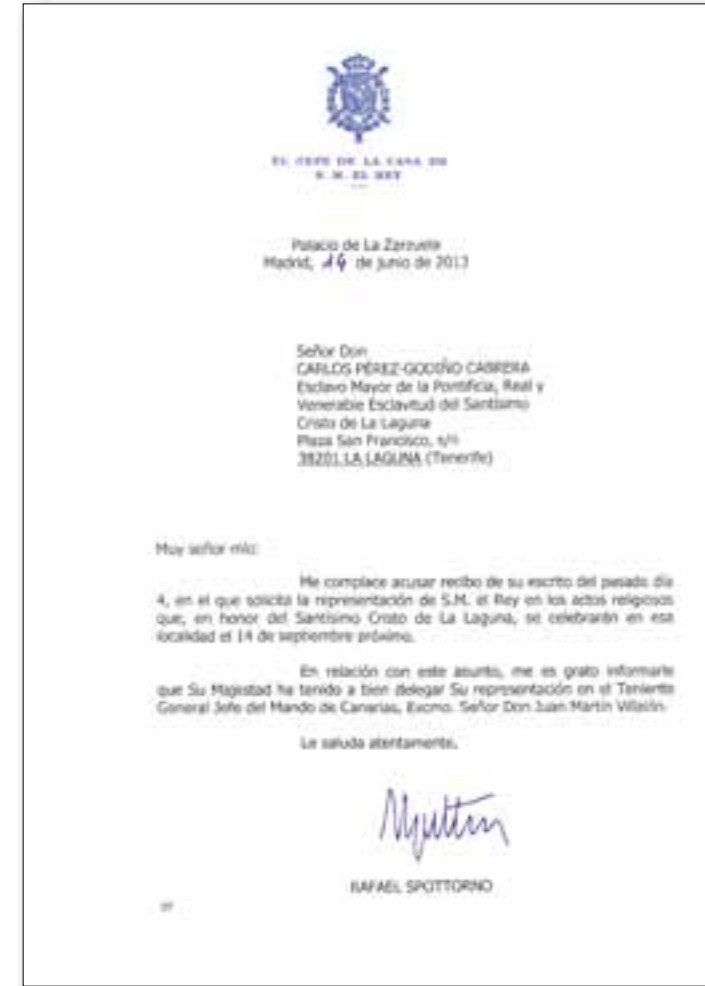 EL JEFE DE LA CASA DE
S. M. EL REY
Palacio de La Zarzuela
Madrid, 14 de junio de 2013
Señor Don
CARLOS PÉREZ-GODIÑO CABRERA
Esclavo Mayor de la Pontificia, Real y
Venerable Esclavitud del Santísimo
Cristo de La Laguna
Plaza San Francisco, s/n
38201 LA LAGUNA (Tenerife)
Muy señor mío:
Me complace acusar recibo de su escrito del pasado día
4, en el que solicita la representación de S.M. el Rey en los actos religiosos
que, en honor del Santísimo Cristo de La Laguna, se celebrarán en esa
localidad el 14 de septiembre próximo.
En relación con este asunto, me es grato informarle
que Su Majestad ha tenido a bien delegar Su representación en el Teniente
General Jefe del Mando de Canarias, Excmo. Señor Don Juan Martín Villalón.
Le saluda atentamente,
RAFAEL SPOTTORNO